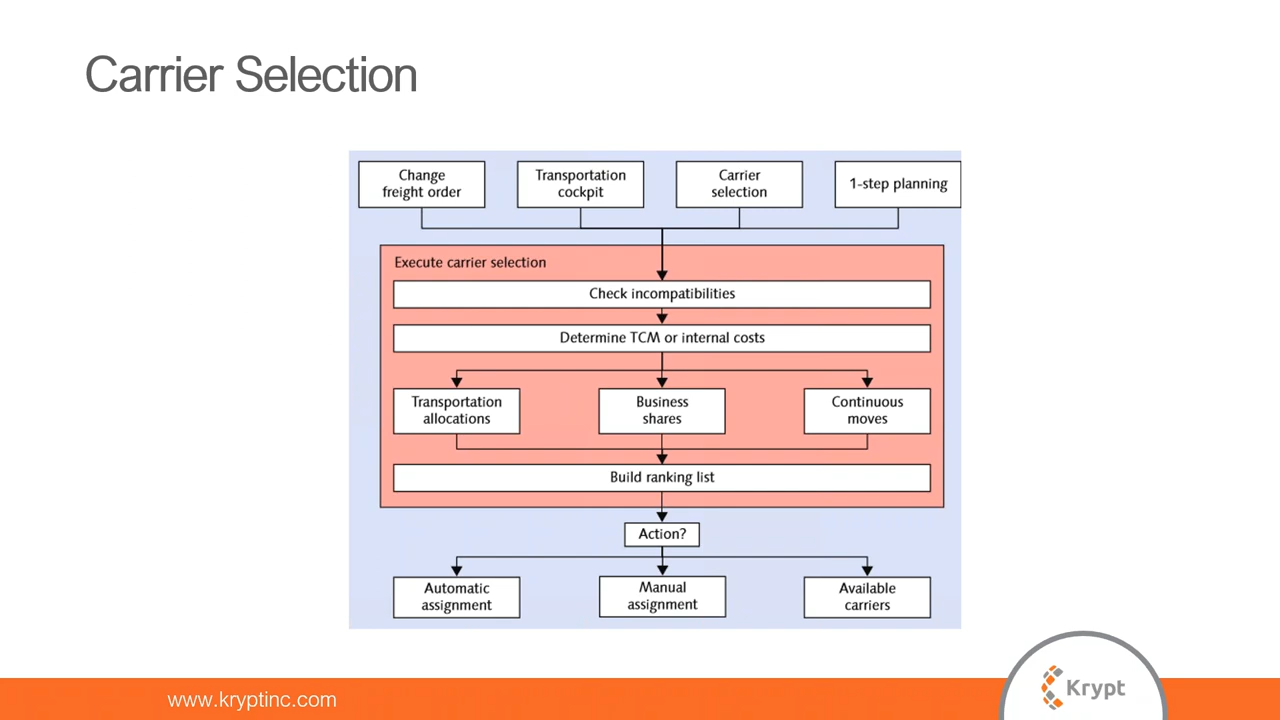 Carrier Selection
Change
freight order
Transportation
cockpit
Carrier
selection
1-step planning
Execute carrier selection
Check incompatibilities
Determine TCM or internal costs
Transportation
allocations
Business
shares
Continuous
moves
Build ranking list
Action?
Automatic
assignment
Manual
assignment
Available
carriers
www.kryptinc.com
Krypt